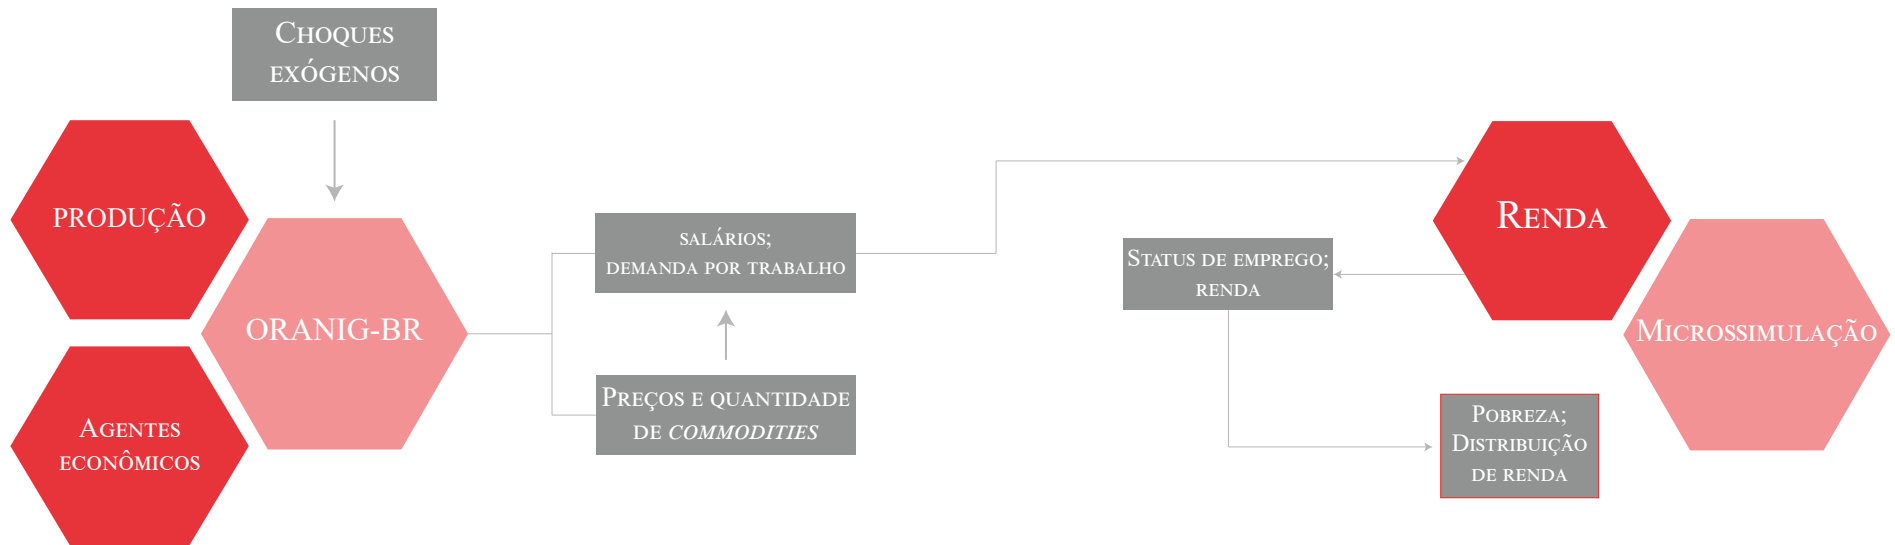 CHOQUES
EXÓGENOS
PRODUÇÃO
ORANIG-BR
AGENTES
ECONÔMICOS
SALÁRIOS;
DEMANDA POR TRABALHO
PREÇOS E QUANTIDADE
DE COMMODITIES
RENDA
STATUS DE EMPREGO;
RENDA
MICROSSIMULAÇÃO
POBREZA;
DISTRIBUIÇÃO
DE RENDA